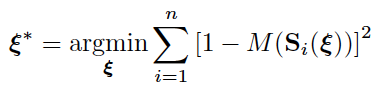 ξ* = argmin_ξ ∑_{i=1}^{n} [1 − M(S_i(ξ))]^2